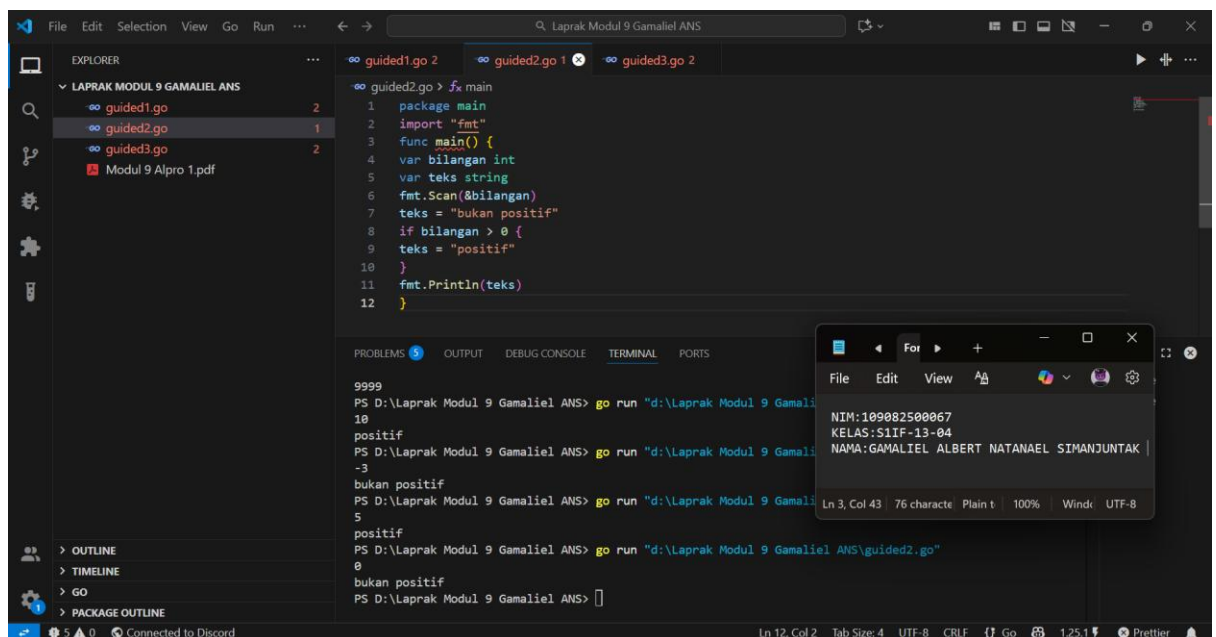 File Edit Selection View Go Run ...
Laprak Modul 9 Gamaliel ANS
EXPLORER
LAPRAK MODUL 9 GAMALIEL ANS
guided1.go 2
guided2.go 1
guided3.go 2
Modul 9 Alpro 1.pdf
OUTLINE
TIMELINE
GO
PACKAGE OUTLINE
guided1.go 2 guided2.go 1 guided3.go 2
guided2.go > main
1 package main
2 import "fmt"
3 func main() {
4 var bilangan int
5 var teks string
6 fmt.Scan(&bilangan)
7 teks = "bukan positif"
8 if bilangan > 0 {
9 teks = "positif"
10 }
11 fmt.Println(teks)
12 }
PROBLEMS 5 OUTPUT DEBUG CONSOLE TERMINAL PORTS
9999
PS D:\Laprak Modul 9 Gamaliel ANS> go run "d:\Laprak Modul 9 Gamali
10
positif
PS D:\Laprak Modul 9 Gamaliel ANS> go run "d:\Laprak Modul 9 Gamali
-3
bukan positif
PS D:\Laprak Modul 9 Gamaliel ANS> go run "d:\Laprak Modul 9 Gamali
5
positif
PS D:\Laprak Modul 9 Gamaliel ANS> go run "d:\Laprak Modul 9 Gamaliel ANS\guided2.go"
0
bukan positif
PS D:\Laprak Modul 9 Gamaliel ANS>
For
File Edit View
NIM:109082500067
KELAS:S1IF-13-04
NAMA:GAMALIEL ALBERT NATANAEL SIMANJUNTAK
Ln 3, Col 43 76 characte Plain t 100% Windo UTF-8
5 0 Connected to Discord
Ln 12, Col 2 Tab Size: 4 UTF-8 CRLF {} Go 1.25.1 Prettier